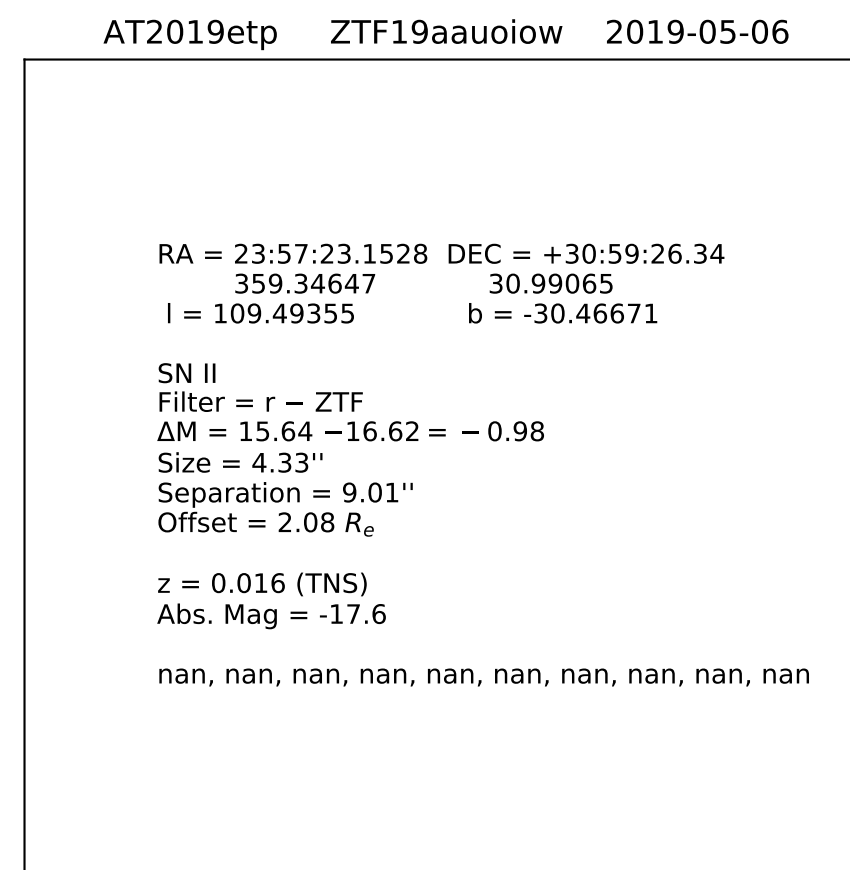 AT2019etp ZTF19aauoiow 2019-05-06
RA = 23:57:23.1528 DEC = +30:59:26.34
359.34647 30.99065
l = 109.49355 b = -30.46671
SN II
Filter = r − ZTF
ΔM = 15.64 −16.62 = − 0.98
Size = 4.33''
Separation = 9.01''
Offset = 2.08 Rₑ
z = 0.016 (TNS)
Abs. Mag = -17.6
nan, nan, nan, nan, nan, nan, nan, nan, nan, nan